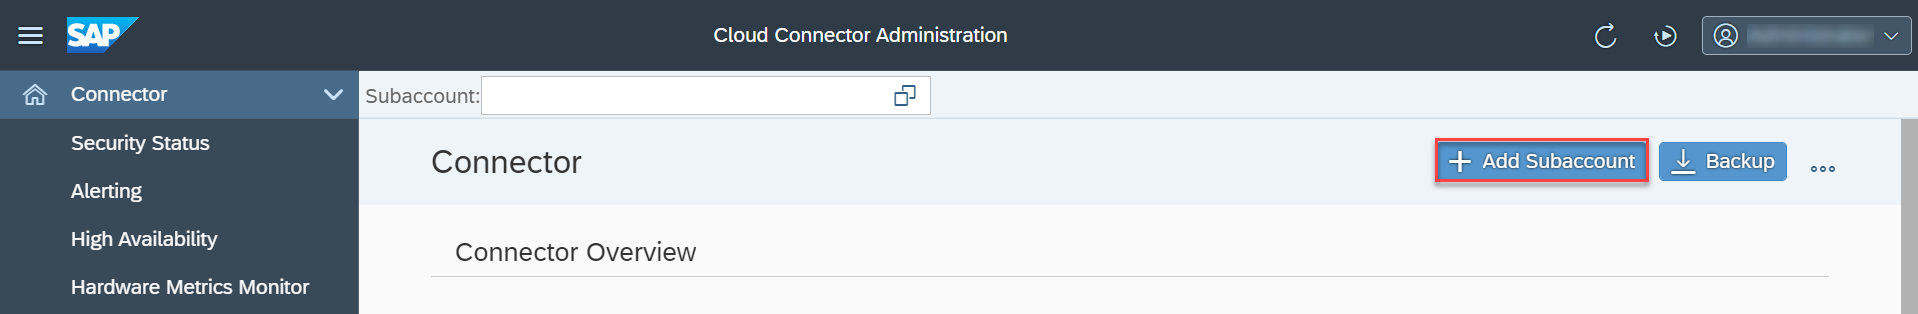 SAP
Cloud Connector Administration
Connector
Subaccount:
Security Status
Alerting
High Availability
Hardware Metrics Monitor
Connector
Add Subaccount
Backup
Connector Overview